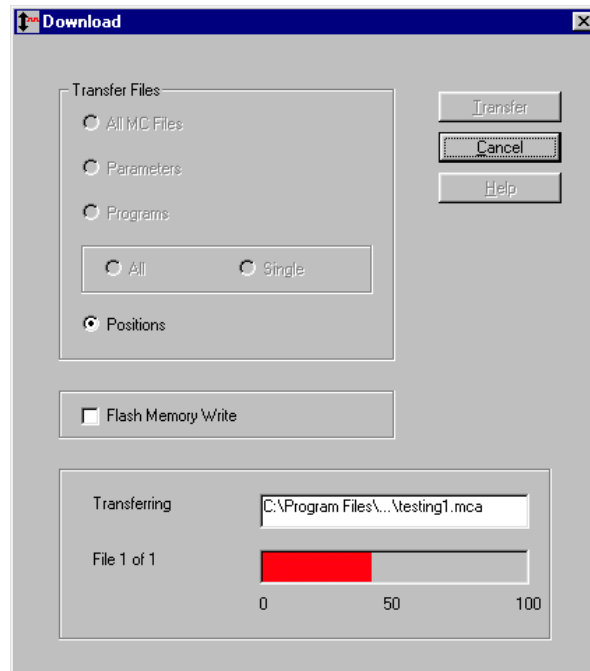 Download
Transfer Files
All MC Files
Parameters
Programs
All Single
Positions
Transfer
Cancel
Help
Flash Memory Write
Transferring C:\Program Files\...\testing1.mca
File 1 of 1
0 50 100